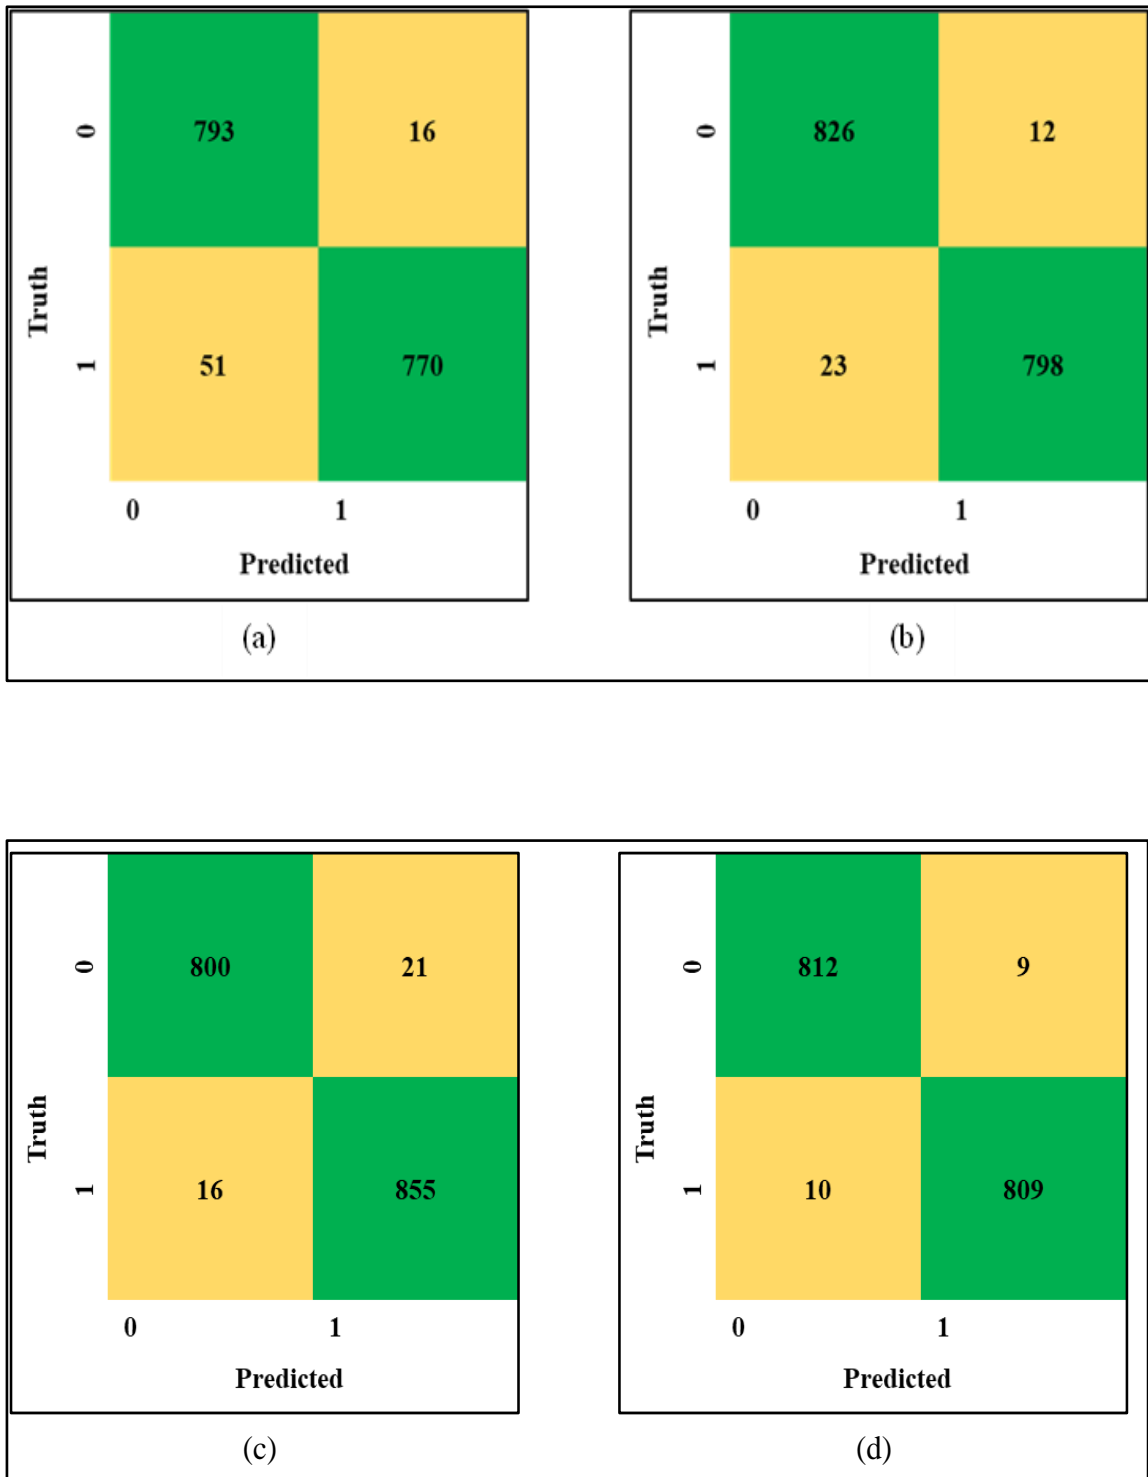 0 793 16
0 826 12
Truth
Truth
1 51 770
1 23 798
0 1
0 1
Predicted
Predicted
(a)
(b)
0 800 21
0 812 9
Truth
Truth
1 16 855
1 10 809
0 1
0 1
Predicted
Predicted
(c)
(d)